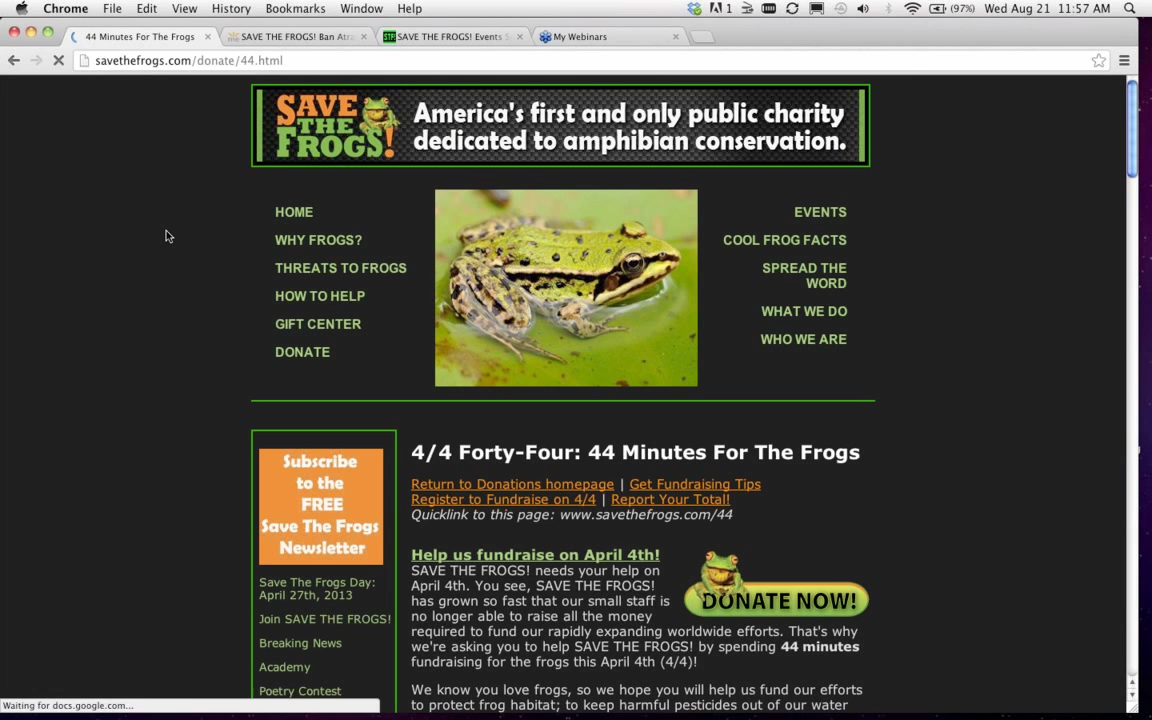 Chrome File Edit View History Bookmarks Window Help 1 (97%) Wed Aug 21 11:57 AM
44 Minutes For The Frogs SAVE THE FROGS! Ban Atra SAVE THE FROGS! Events S My Webinars
savethefrogs.com/donate/44.html
SAVE THE FROGS!
America's first and only public charity
dedicated to amphibian conservation.
HOME
WHY FROGS?
THREATS TO FROGS
HOW TO HELP
GIFT CENTER
DONATE
EVENTS
COOL FROG FACTS
SPREAD THE
WORD
WHAT WE DO
WHO WE ARE
Subscribe
to the
FREE
Save The Frogs
Newsletter
Save The Frogs Day:
April 27th, 2013
Join SAVE THE FROGS!
Breaking News
Academy
Poetry Contest
4/4 Forty-Four: 44 Minutes For The Frogs
Return to Donations homepage | Get Fundraising Tips
Register to Fundraise on 4/4 | Report Your Total!
Quicklink to this page: www.savethefrogs.com/44
Help us fundraise on April 4th!
SAVE THE FROGS! needs your help on
April 4th. You see, SAVE THE FROGS!
has grown so fast that our small staff is
no longer able to raise all the money
required to fund our rapidly expanding worldwide efforts. That's why
we're asking you to help SAVE THE FROGS! by spending 44 minutes
fundraising for the frogs this April 4th (4/4)!
DONATE NOW!
We know you love frogs, so we hope you will help us fund our efforts
to protect frog habitat; to keep harmful pesticides out of our water
Waiting for docs.google.com...